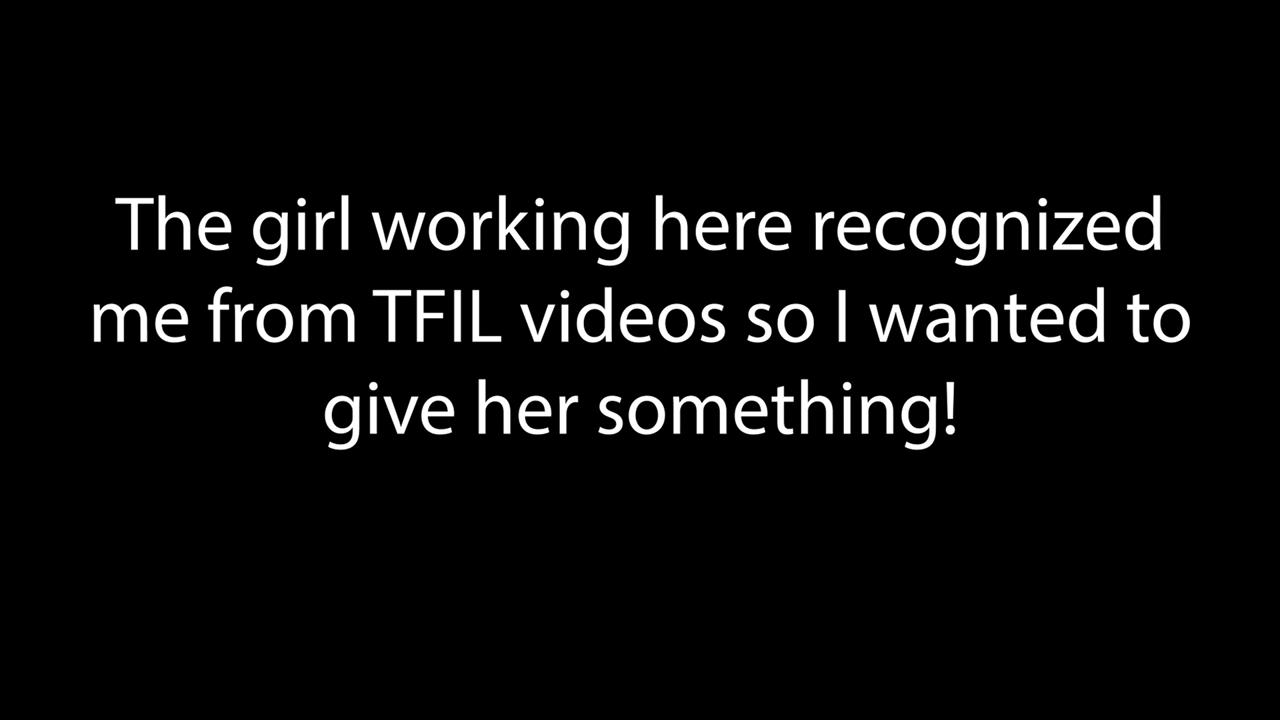 The girl working here recognized
me from TFIL videos so I wanted to
give her something!